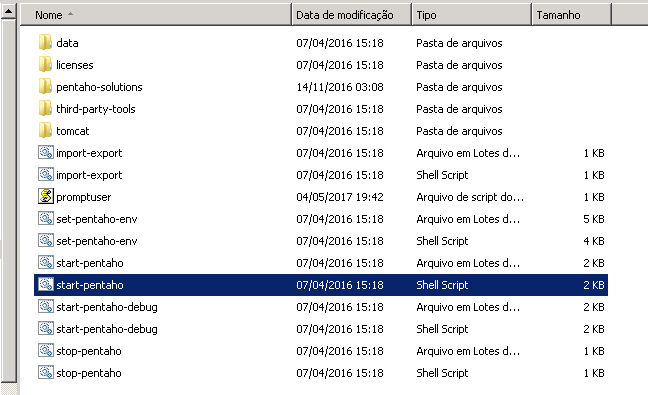 Nome Data de modificação Tipo Tamanho
data 07/04/2016 15:18 Pasta de arquivos
licenses 07/04/2016 15:18 Pasta de arquivos
pentaho-solutions 14/11/2016 03:08 Pasta de arquivos
third-party-tools 07/04/2016 15:18 Pasta de arquivos
tomcat 07/04/2016 15:18 Pasta de arquivos
import-export 07/04/2016 15:18 Arquivo em Lotes d... 1 KB
import-export 07/04/2016 15:18 Shell Script 1 KB
promptuser 04/05/2017 19:42 Arquivo de script do... 1 KB
set-pentaho-env 07/04/2016 15:18 Arquivo em Lotes d... 5 KB
set-pentaho-env 07/04/2016 15:18 Shell Script 4 KB
start-pentaho 07/04/2016 15:18 Arquivo em Lotes d... 2 KB
start-pentaho 07/04/2016 15:18 Shell Script 2 KB
start-pentaho-debug 07/04/2016 15:18 Arquivo em Lotes d... 2 KB
start-pentaho-debug 07/04/2016 15:18 Shell Script 2 KB
stop-pentaho 07/04/2016 15:18 Arquivo em Lotes d... 1 KB
stop-pentaho 07/04/2016 15:18 Shell Script 1 KB